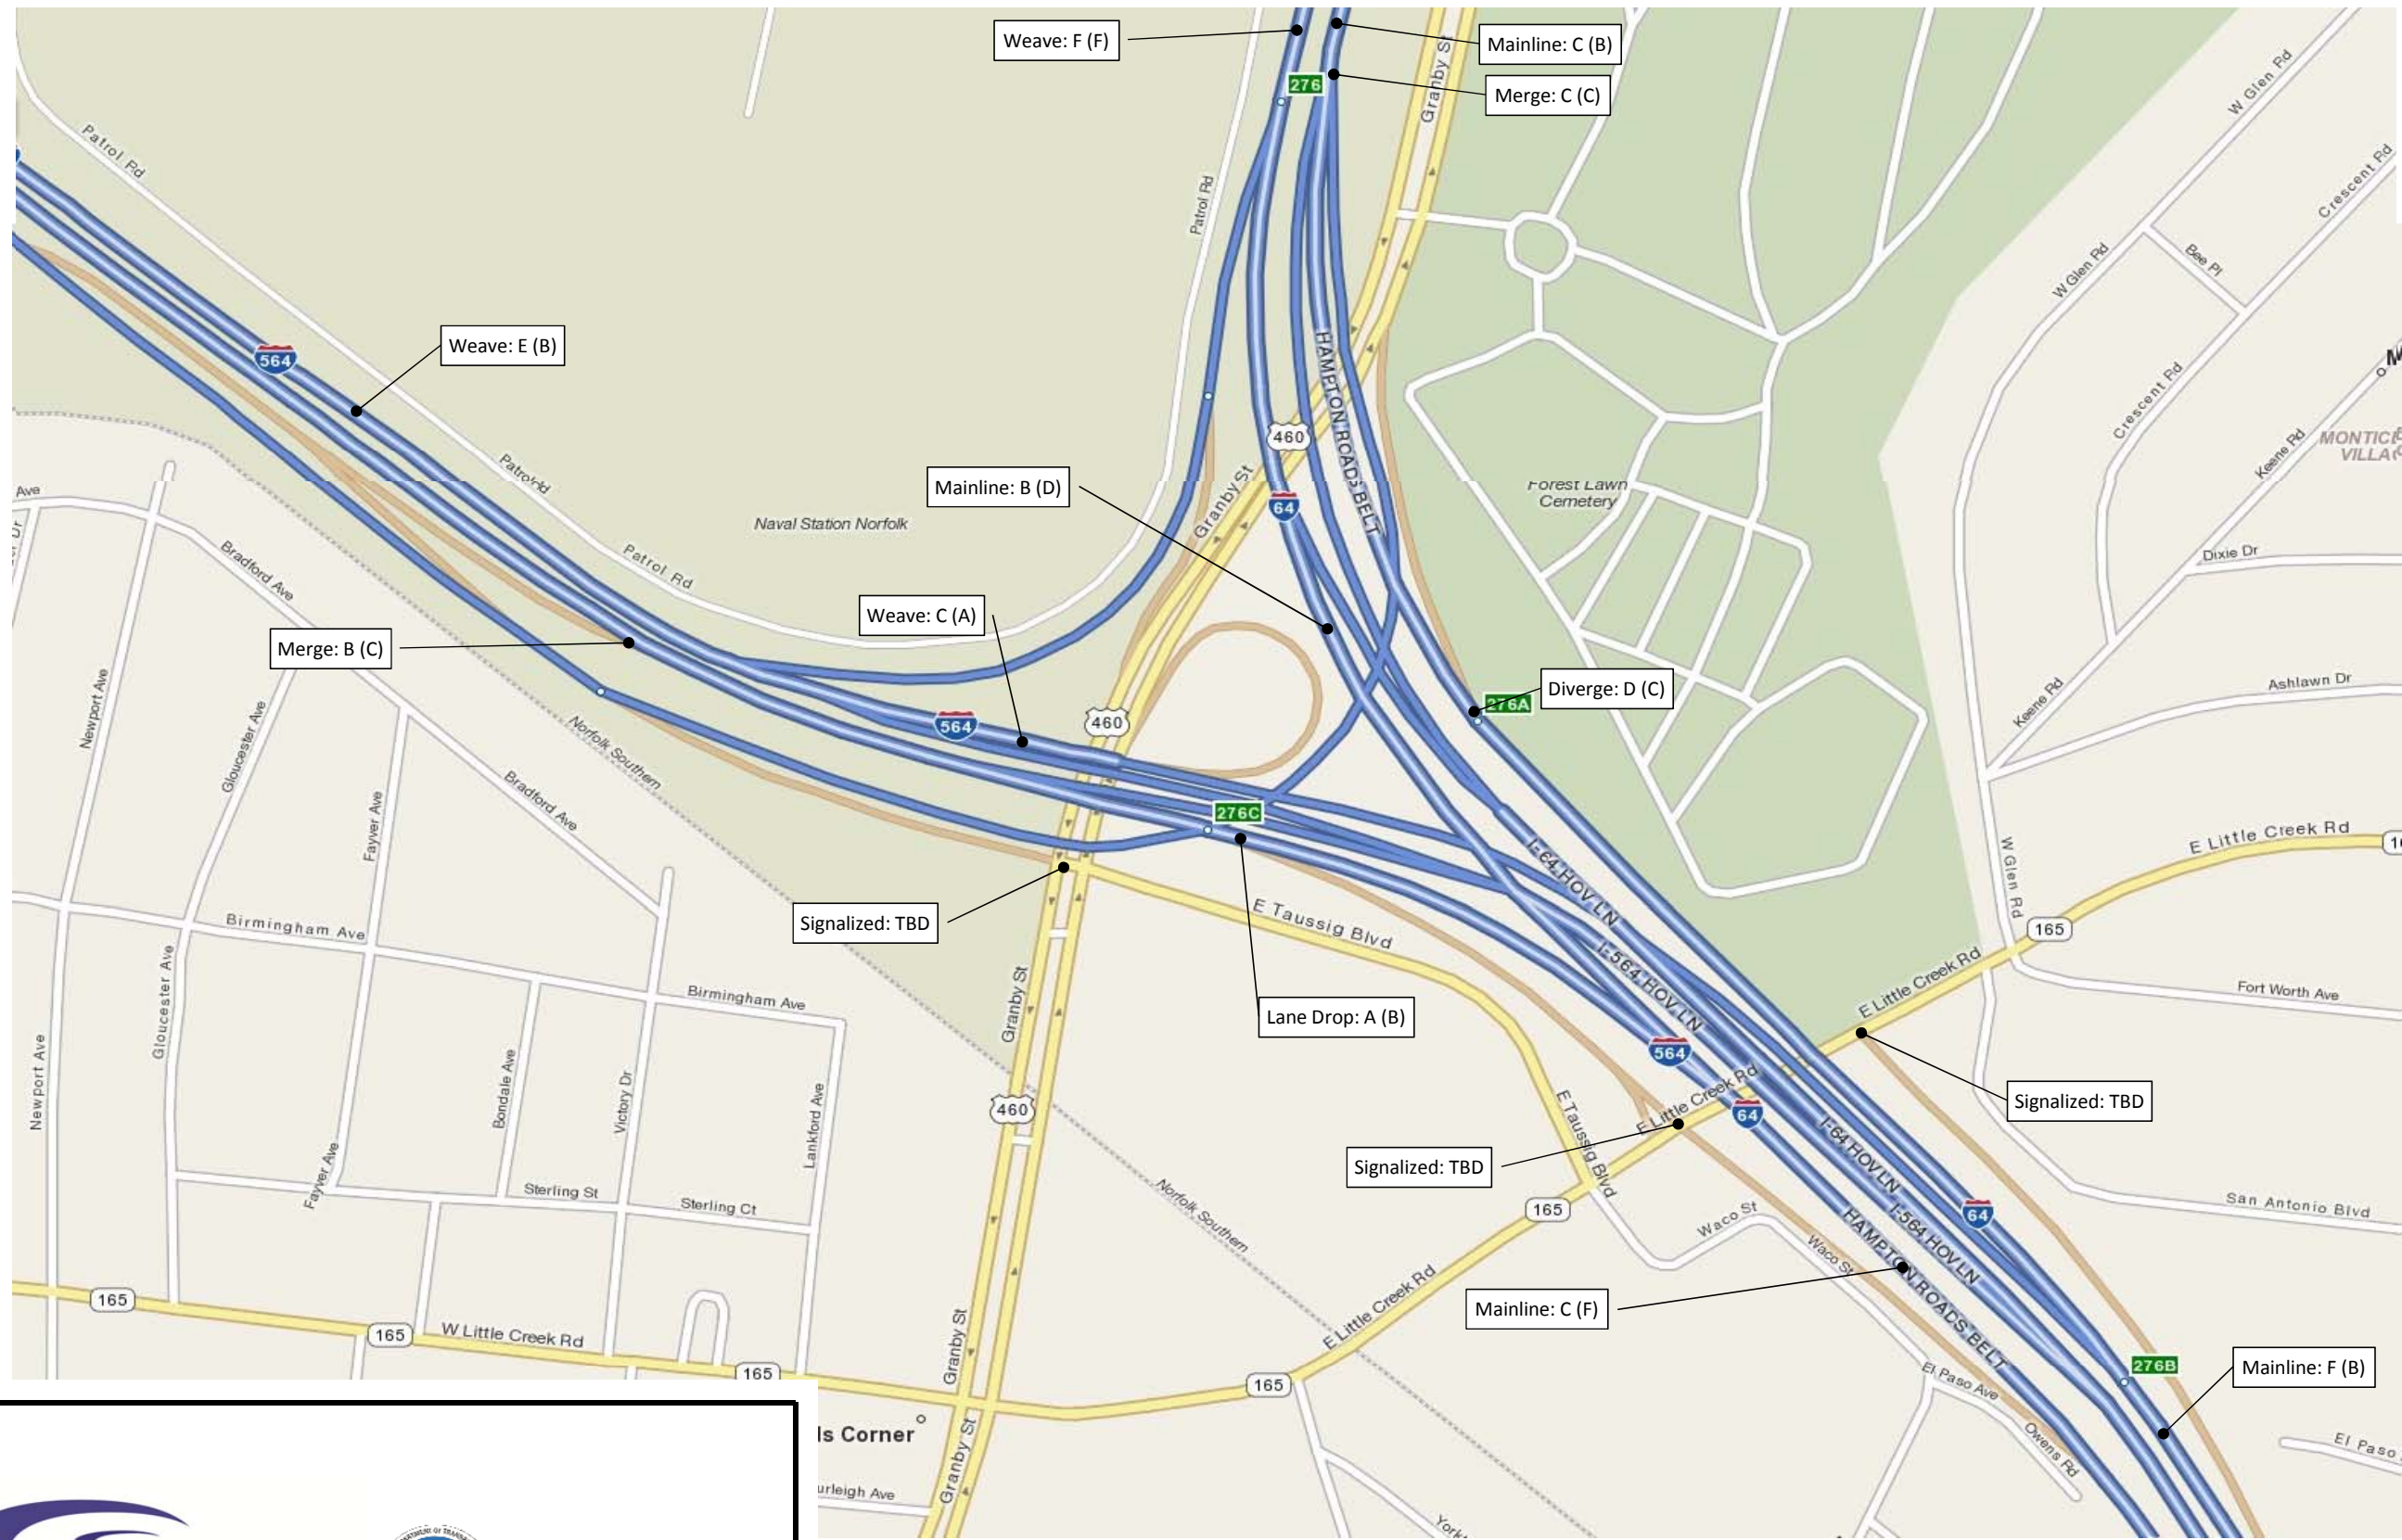 Weave: F (F)
Mainline: C (B)
276
Merge: C (C)
Granby St
W Glen Rd
Crescent Rd
Patrol Rd
Patrol Rd
W Glen Rd
Bee Pl
564
Weave: E (B)
HAMPTON ROADS BELT
Crescent Rd
Keene Rd
460
Mainline: B (D)
Granby St
64
Forest Lawn
Cemetery
Ave
Naval Station Norfolk
Patrol Rd
Dixie Dr
Bradford Ave
Weave: C (A)
Merge: B (C)
Diverge: D (C)
276A
Ashlawn Dr
Keene Rd
Newport Ave
Gloucester Ave
Norfolk Southern
564
460
Bradford Ave
Fayver Ave
276C
I-64 HOV LN
E Little Creek Rd
W Glen Rd
Signalized: TBD
E Taussig Blvd
165
Birmingham Ave
I-564 HOV LN
E Little Creek Rd
Gloucester Ave
Granby St
Birmingham Ave
Lane Drop: A (B)
Fort Worth Ave
564
E Little Creek Rd
Newport Ave
Bondale Ave
Victory Dr
Lankford Ave
460
64
Signalized: TBD
E Taussig Blvd
I-64 HOV LN
Signalized: TBD
Fayver Ave
Sterling St
Sterling Ct
Norfolk Southern
165
Waco St
64
San Antonio Blvd
I-564 HOV LN
HAMPTON ROADS BELT
Waco St
165
Mainline: C (F)
E Little Creek Rd
165
W Little Creek Rd
Granby St
165
165
276B
Mainline: F (B)
El Paso Ave
ls Corner
Granby St
Owens Rd
El Paso
urleigh Ave